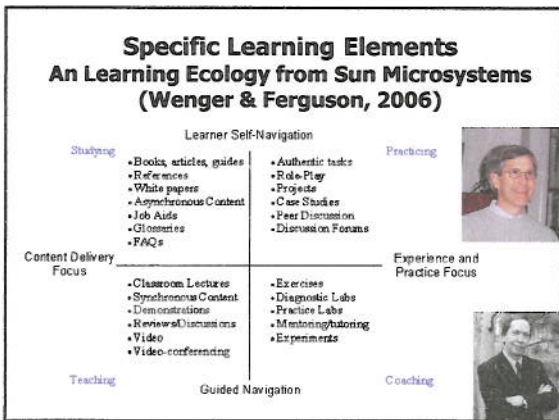 Specific Learning Elements
An Learning Ecology from Sun Microsystems
(Wenger & Ferguson, 2006)
Learner Self-Navigation
Studying
Practicing
•Books, articles, guides
•References
•White papers
•Asynchronous Content
•Job Aids
•Glosseries
•FAQs
•Authentic tasks
•Role-Play
•Projects
•Case Studies
•Peer Discussion
•Discussion Forums
Content Delivery
Focus
Experience and
Practice Focus
•Classroom Lectures
•Synchronous Content
•Demonstrations
•Reviews/Discussions
•Video
•Video-conferencing
•Exercises
•Diagnostic Labs
•Practice Labs
•Mentoring/tutoring
•Experiments
Teaching
Coaching
Guided Navigation